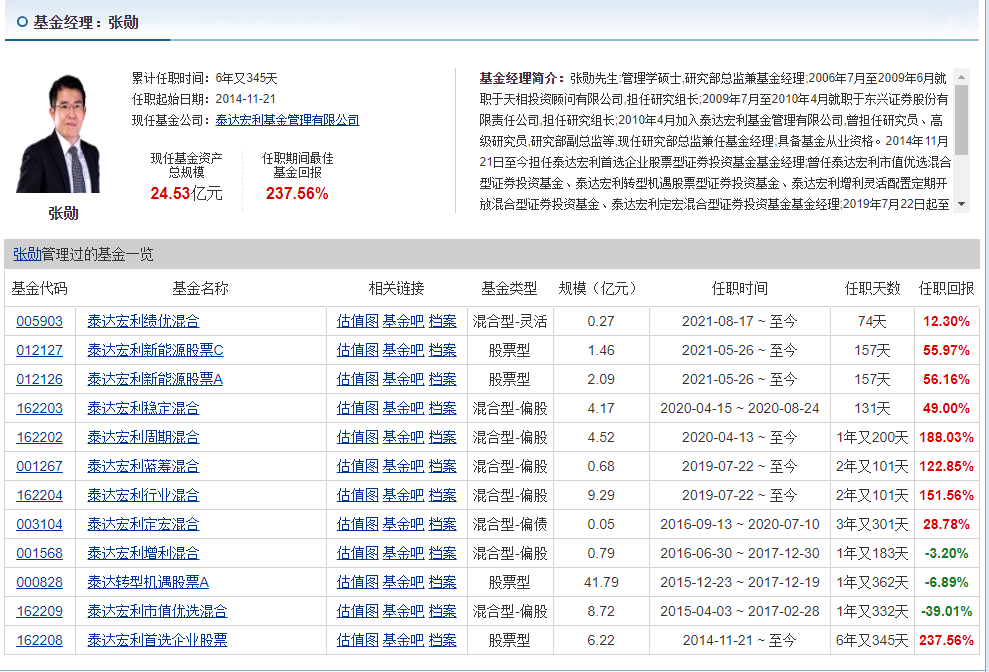 基金经理：张勋
累计任职时间：6年又345天
任职起始日期：2014-11-21
现任基金公司：泰达宏利基金管理有限公司
现任基金资产
总规模
24.53亿元
任职期间最佳
基金回报
237.56%
张勋
基金经理简介：张勋先生:管理学硕士,研究部总监兼基金经理;2006年7月至2009年6月就
职于天相投资顾问有限公司,担任研究组长;2009年7月至2010年4月就职于东兴证券股份有
限责任公司,担任研究组长;2010年4月加入泰达宏利基金管理有限公司,曾担任研究员、高
级研究员,研究部副总监等,现任研究部总监兼任基金经理;具备基金从业资格。2014年11月
21日至今担任泰达宏利首选企业股票型证券投资基金基金经理;曾任泰达宏利市值优选混合
型证券投资基金、泰达宏利转型机遇股票型证券投资基金、泰达宏利增利灵活配置定期开
放混合型证券投资基金、泰达宏利定宏混合型证券投资基金基金经理;2019年7月22日起至
张勋管理过的基金一览
基金代码 基金名称 相关链接 基金类型 规模（亿元） 任职时间 任职天数 任职回报
005903 泰达宏利绩优混合 估值图 基金吧 档案 混合型-灵活 0.27 2021-08-17 ~ 至今 74天 12.30%
012127 泰达宏利新能源股票C 估值图 基金吧 档案 股票型 1.46 2021-05-26 ~ 至今 157天 55.97%
012126 泰达宏利新能源股票A 估值图 基金吧 档案 股票型 2.09 2021-05-26 ~ 至今 157天 56.16%
162203 泰达宏利稳定混合 估值图 基金吧 档案 混合型-偏股 4.17 2020-04-15 ~ 2020-08-24 131天 49.00%
162202 泰达宏利周期混合 估值图 基金吧 档案 混合型-偏股 4.52 2020-04-13 ~ 至今 1年又200天 188.03%
001267 泰达宏利蓝筹混合 估值图 基金吧 档案 混合型-偏股 0.68 2019-07-22 ~ 至今 2年又101天 122.85%
162204 泰达宏利行业混合 估值图 基金吧 档案 混合型-偏股 9.29 2019-07-22 ~ 至今 2年又101天 151.56%
003104 泰达宏利定宏混合 估值图 基金吧 档案 混合型-偏债 0.05 2016-09-13 ~ 2020-07-10 3年又301天 28.78%
001568 泰达宏利增利混合 估值图 基金吧 档案 混合型-偏股 0.79 2016-06-30 ~ 2017-12-30 1年又183天 -3.20%
000828 泰达转型机遇股票A 估值图 基金吧 档案 股票型 41.79 2015-12-23 ~ 2017-12-19 1年又362天 -6.89%
162209 泰达宏利市值优选混合 估值图 基金吧 档案 混合型-偏股 8.72 2015-04-03 ~ 2017-02-28 1年又332天 -39.01%
162208 泰达宏利首选企业股票 估值图 基金吧 档案 股票型 6.22 2014-11-21 ~ 至今 6年又345天 237.56%